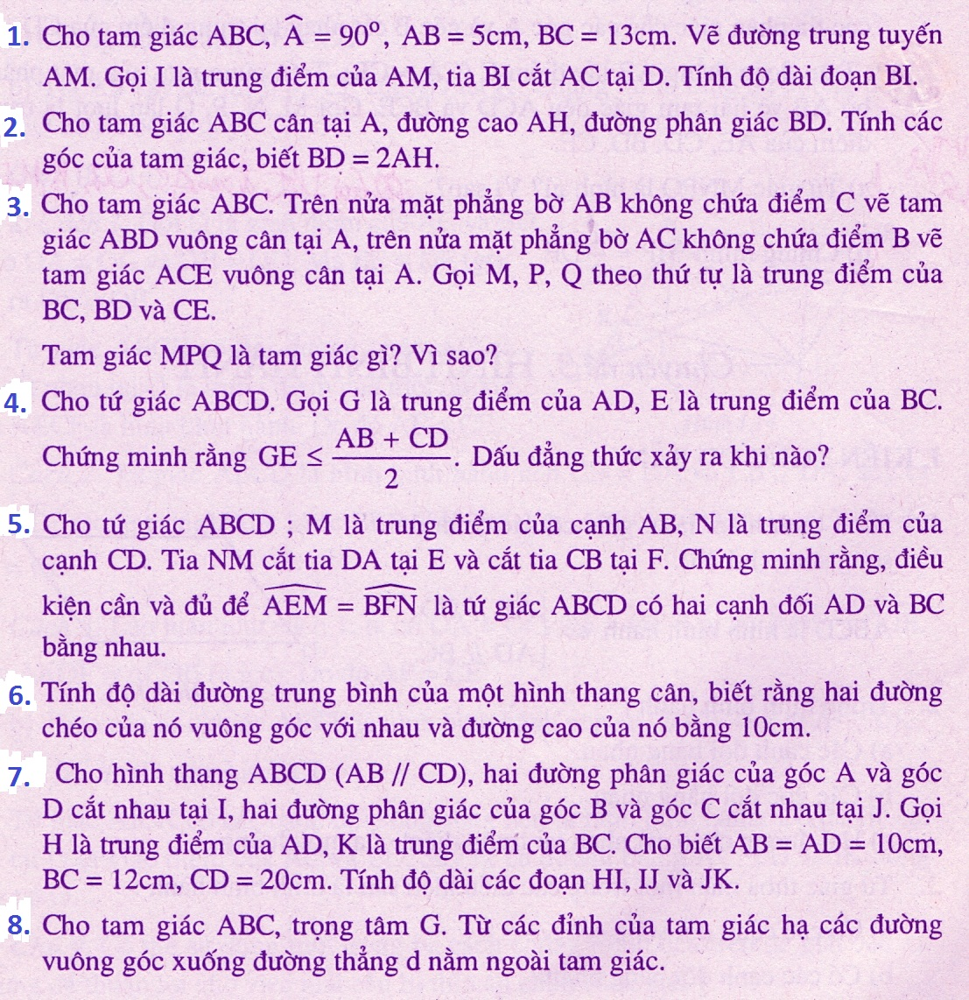 1. Cho tam giác ABC, Â = 90°, AB = 5cm, BC = 13cm. Vẽ đường trung tuyến
AM. Gọi I là trung điểm của AM, tia BI cắt AC tại D. Tính độ dài đoạn BI.
2. Cho tam giác ABC cân tại A, đường cao AH, đường phân giác BD. Tính các
góc của tam giác, biết BD = 2AH.
3. Cho tam giác ABC. Trên nửa mặt phẳng bờ AB không chứa điểm C vẽ tam
giác ABD vuông cân tại A, trên nửa mặt phẳng bờ AC không chứa điểm B vẽ
tam giác ACE vuông cân tại A. Gọi M, P, Q theo thứ tự là trung điểm của
BC, BD và CE.
Tam giác MPQ là tam giác gì? Vì sao?
4. Cho tứ giác ABCD. Gọi G là trung điểm của AD, E là trung điểm của BC.
Chứng minh rằng GE ≤ (AB + CD)/2. Dấu đẳng thức xảy ra khi nào?
5. Cho tứ giác ABCD ; M là trung điểm của cạnh AB, N là trung điểm của
cạnh CD. Tia NM cắt tia DA tại E và cắt tia CB tại F. Chứng minh rằng, điều
kiện cần và đủ để \widehat{AEM} = \widehat{BFN} là tứ giác ABCD có hai cạnh đối AD và BC
bằng nhau.
6. Tính độ dài đường trung bình của một hình thang cân, biết rằng hai đường
chéo của nó vuông góc với nhau và đường cao của nó bằng 10cm.
7. Cho hình thang ABCD (AB // CD), hai đường phân giác của góc A và góc
D cắt nhau tại I, hai đường phân giác của góc B và góc C cắt nhau tại J. Gọi
H là trung điểm của AD, K là trung điểm của BC. Cho biết AB = AD = 10cm,
BC = 12cm, CD = 20cm. Tính độ dài các đoạn HI, IJ và JK.
8. Cho tam giác ABC, trọng tâm G. Từ các đỉnh của tam giác hạ các đường
vuông góc xuống đường thẳng d nằm ngoài tam giác.